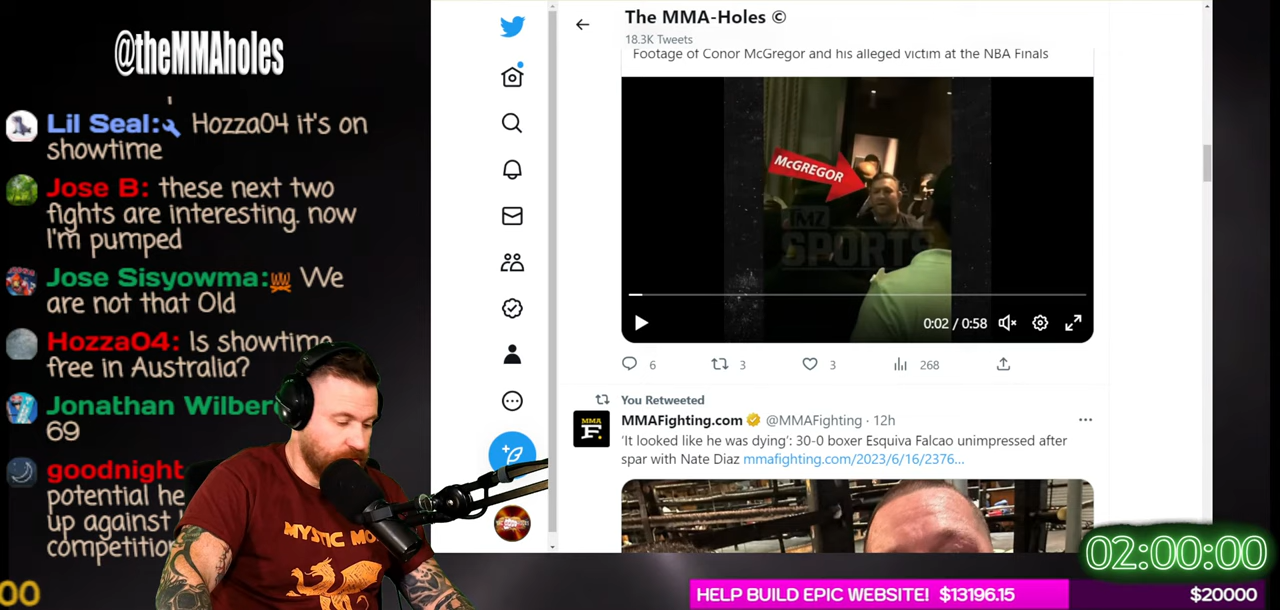 @theMMAholes
Lil Seal: Hozza04 it's on
showtime
Jose B: these next two
fights are interesting. now
I'm pumped
Jose Sisyowma: We
are not that Old
Hozza04: Is showtime
free in Australia?
Jonathan Wilber
69
goodnight
potential he
up against
competition
00
The MMA-Holes ©
18.3K Tweets
Footage of Conor McGregor and his alleged victim at the NBA Finals
McGREGOR
TMZ
SPORTS
0:02 / 0:58
6 3 3 268
You Retweeted
MMAFighting.com @MMAFighting · 12h
'It looked like he was dying': 30-0 boxer Esquiva Falcao unimpressed after
spar with Nate Diaz mmafighting.com/2023/6/16/2376...
MMA
F.
MYSTIC
02:00:00
HELP BUILD EPIC WEBSITE! $13196.15 $20000